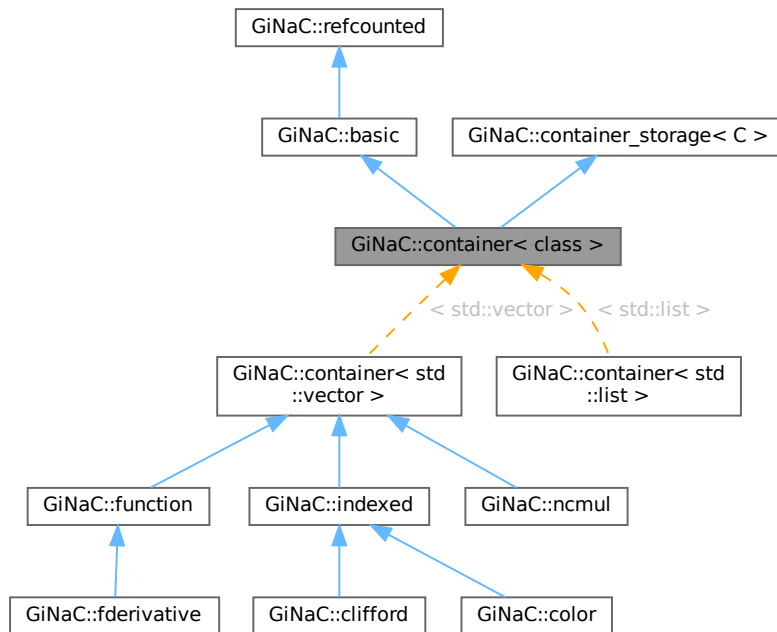 GiNaC::refcounted
GiNaC::basic
GiNaC::container_storage< C >
GiNaC::container< class >
< std::vector >
< std::list >
GiNaC::container< std
::vector >
GiNaC::container< std
::list >
GiNaC::function
GiNaC::indexed
GiNaC::ncmul
GiNaC::fderivative
GiNaC::clifford
GiNaC::color